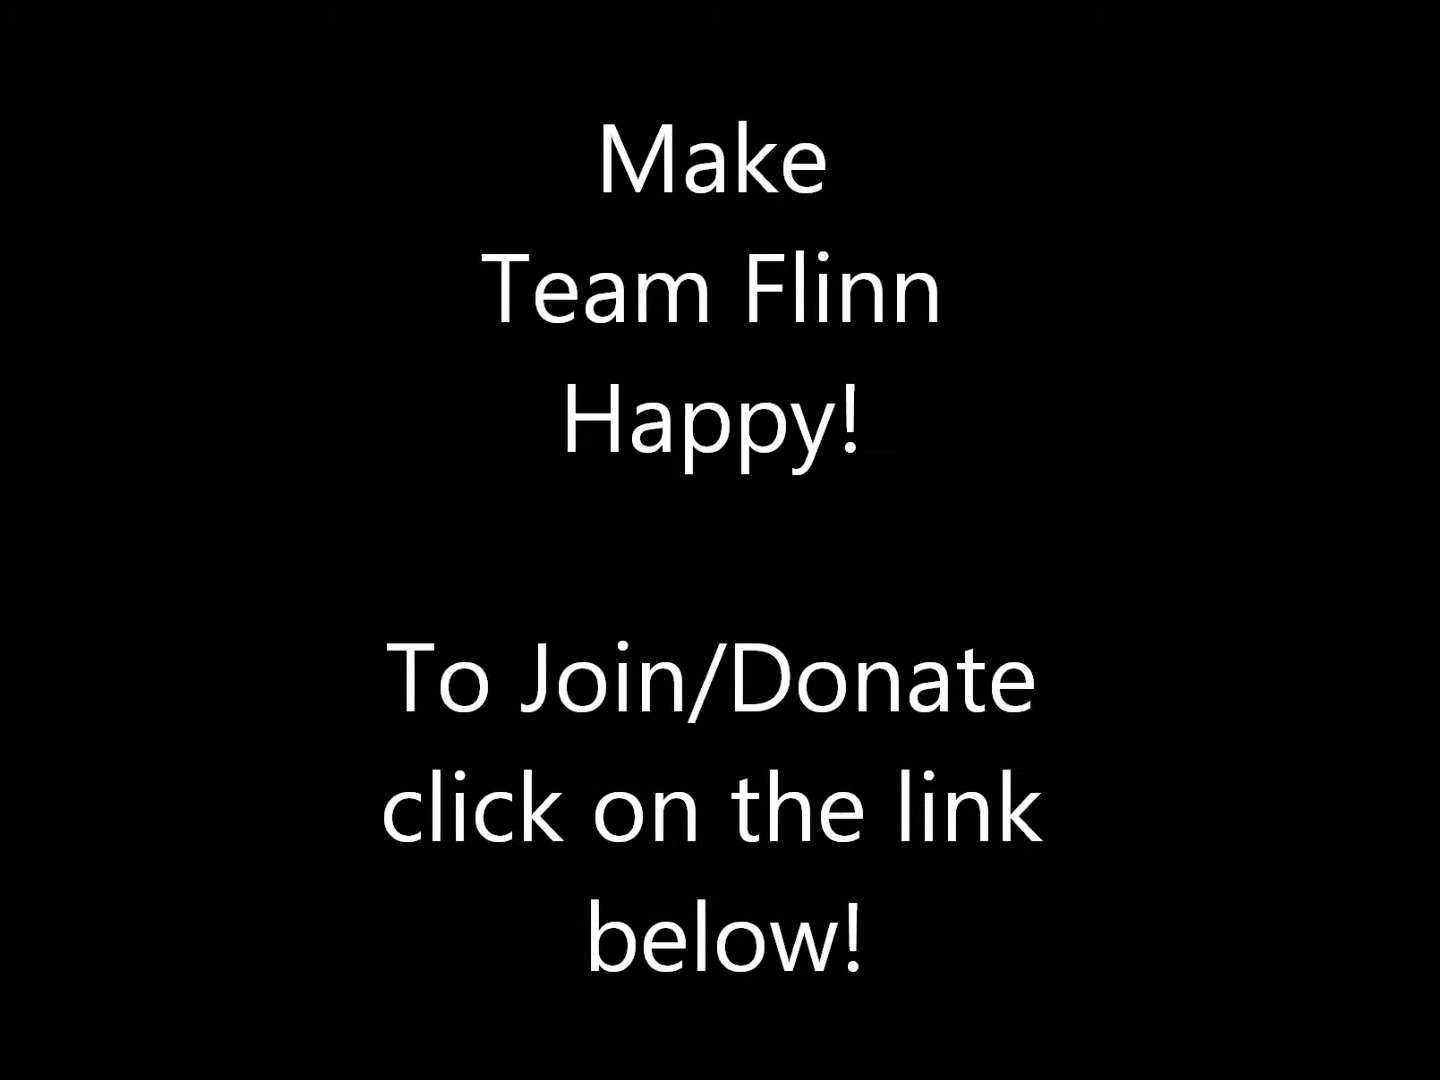 Make
Team Flinn
Happy!
To Join/Donate
click on the link
below!